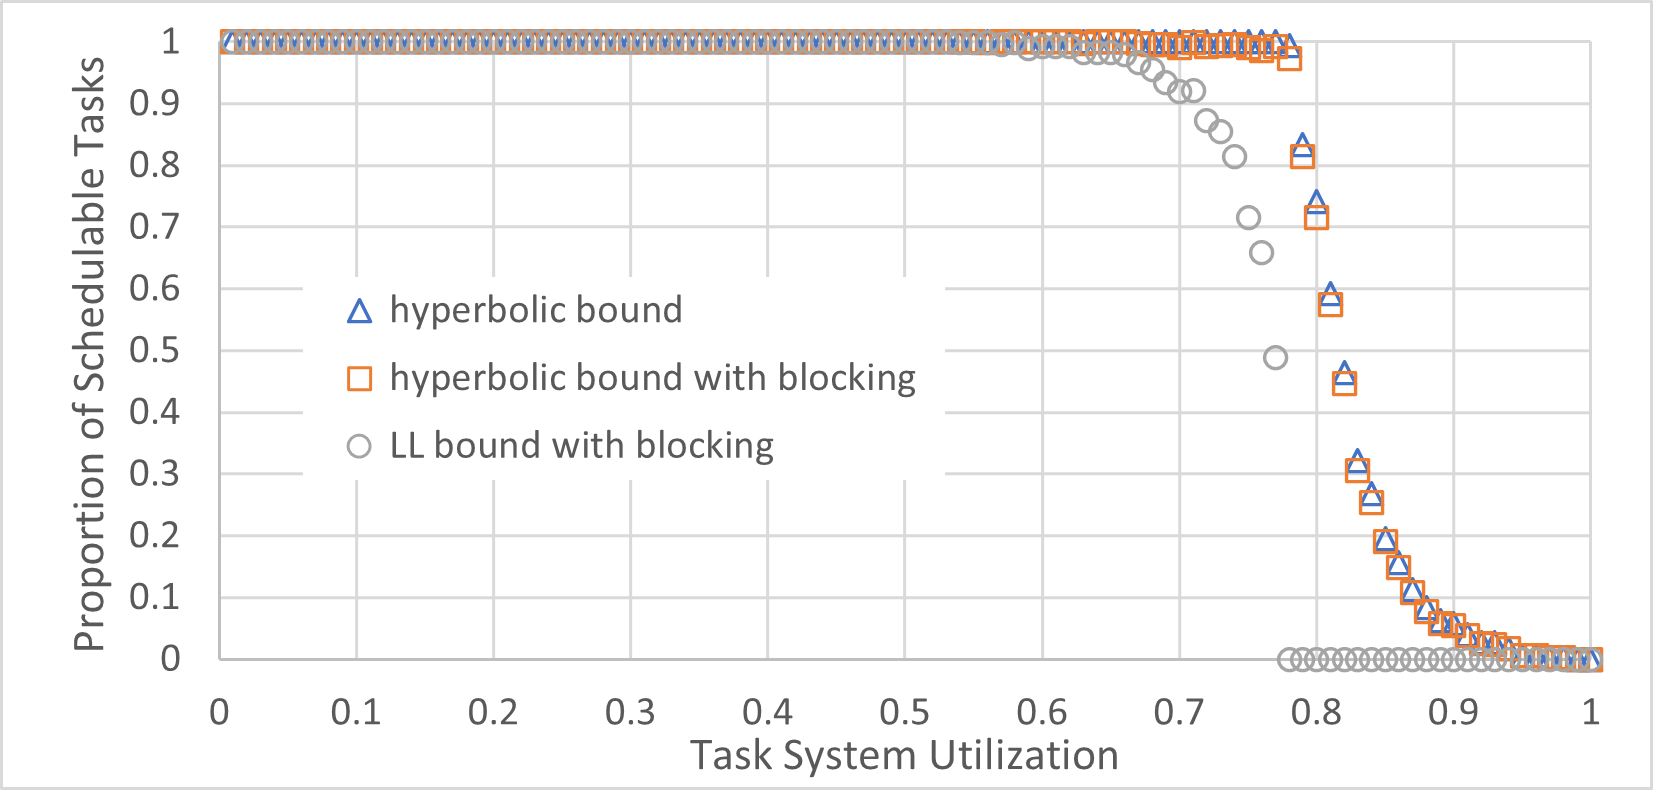 Proportion of Schedulable Tasks
1
0.9
0.8
0.7
0.6
0.5
0.4
0.3
0.2
0.1
0
hyperbolic bound
hyperbolic bound with blocking
LL bound with blocking
0 0.1 0.2 0.3 0.4 0.5 0.6 0.7 0.8 0.9 1
Task System Utilization